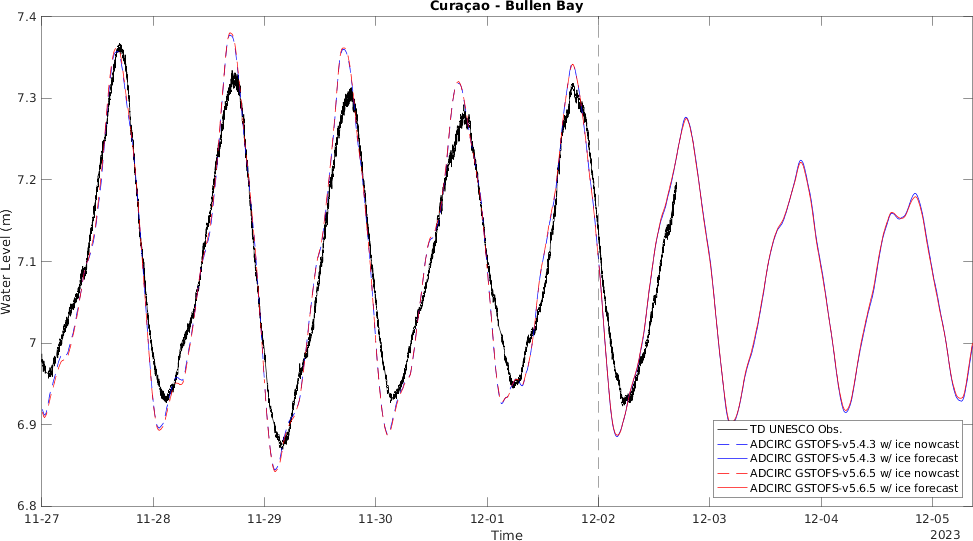 Curaçao - Bullen Bay
7.4
7.3
7.2
7.1
7
6.9
6.8
Water Level (m)
11-27
11-28
11-29
11-30
12-01
12-02
12-03
12-04
12-05
Time
2023
TD UNESCO Obs.
ADCIRC GSTOFS-v5.4.3 w/ ice nowcast
ADCIRC GSTOFS-v5.4.3 w/ ice forecast
ADCIRC GSTOFS-v5.6.5 w/ ice nowcast
ADCIRC GSTOFS-v5.6.5 w/ ice forecast